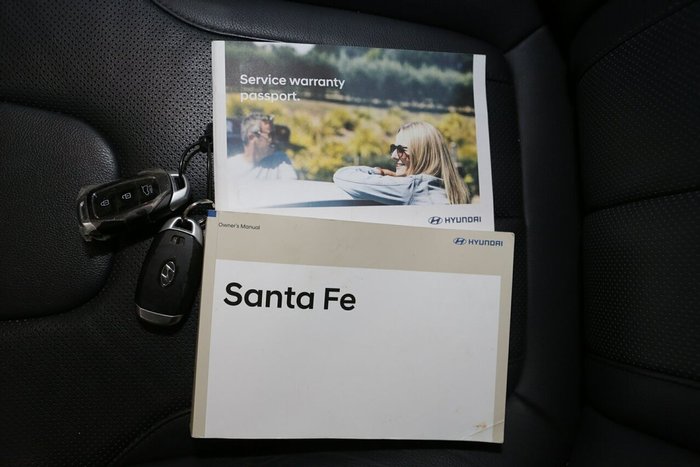 Service warranty
passport.
HYUNDAI
Owner's Manual
HYUNDAI
Santa Fe